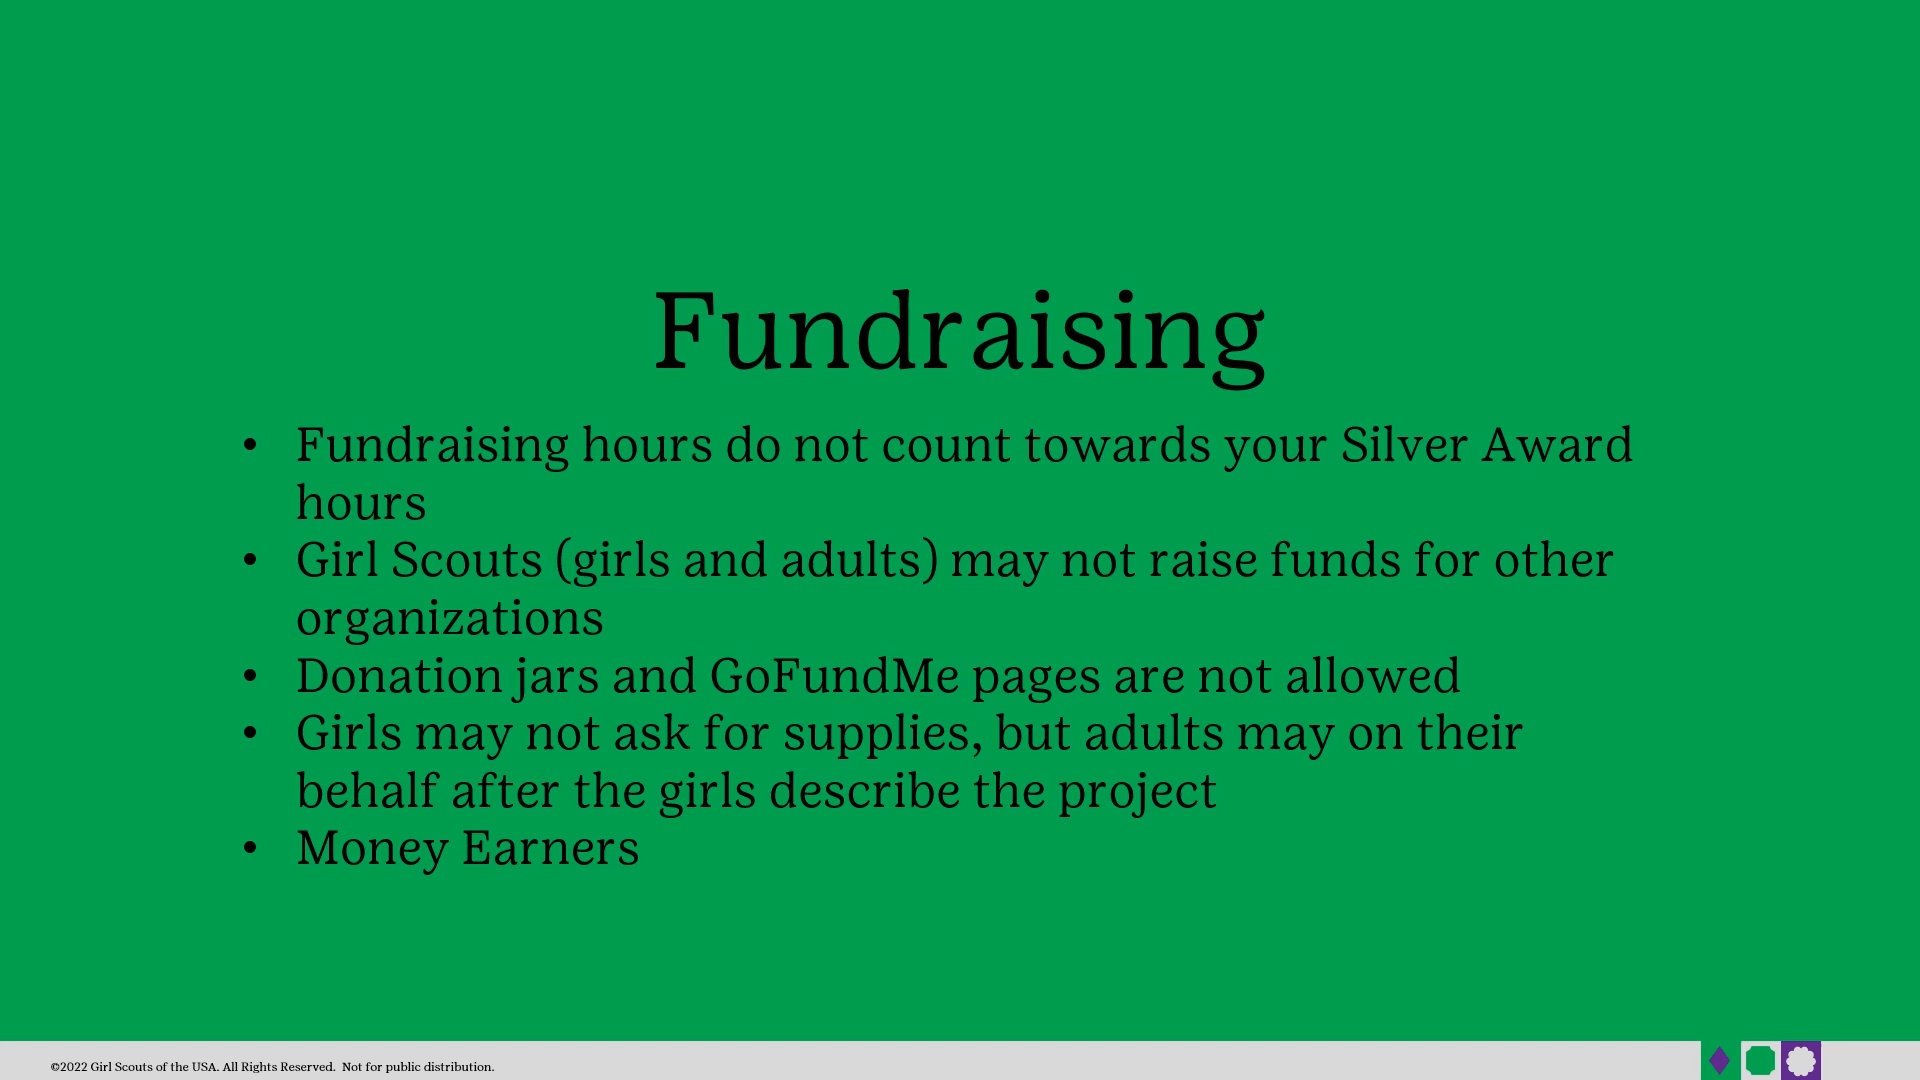 Fundraising
• Fundraising hours do not count towards your Silver Award
hours
• Girl Scouts (girls and adults) may not raise funds for other
organizations
• Donation jars and GoFundMe pages are not allowed
• Girls may not ask for supplies, but adults may on their
behalf after the girls describe the project
• Money Earners
©2022 Girl Scouts of the USA. All Rights Reserved.  Not for public distribution.